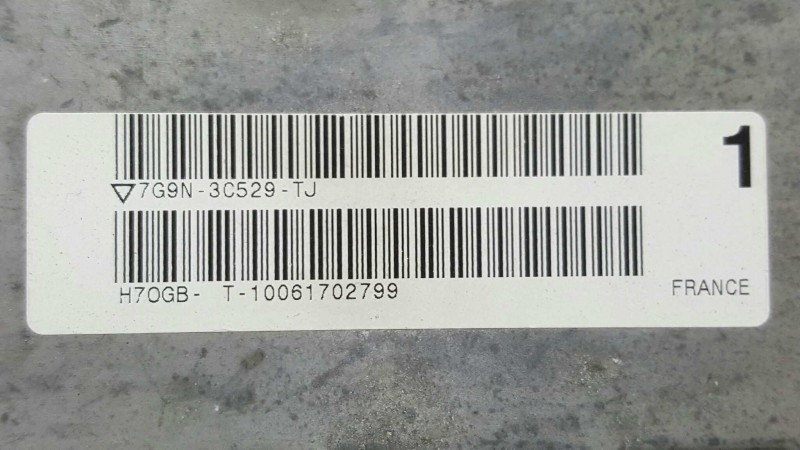 1
▽7G9N-3C529-TJ
H7OGB- T-10061702799
FRANCE